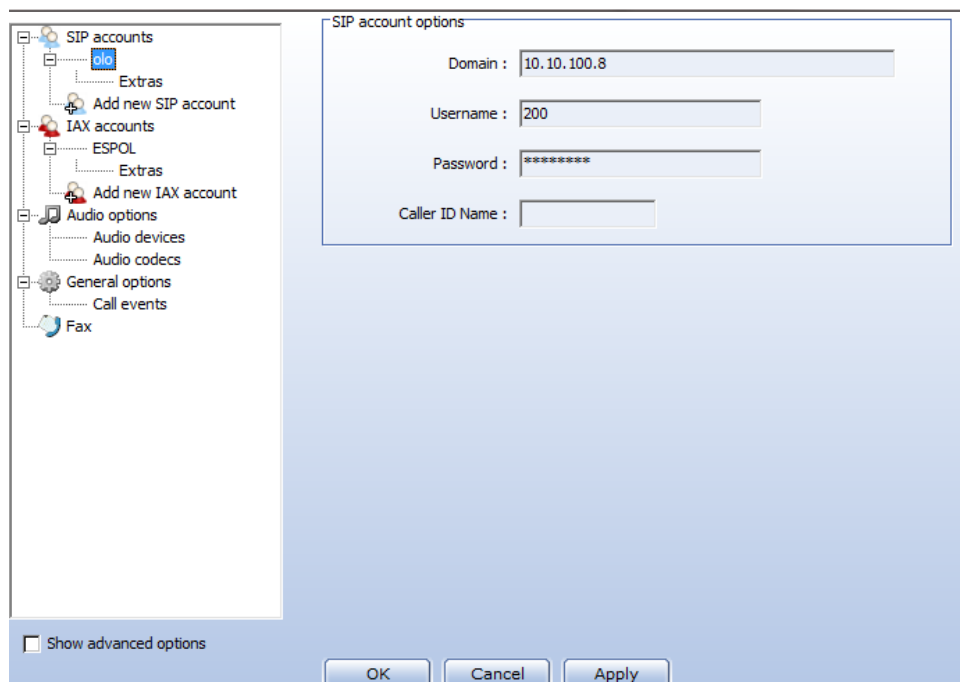 SIP accounts
olo
Extras
Add new SIP account
IAX accounts
ESPOL
Extras
Add new IAX account
Audio options
Audio devices
Audio codecs
General options
Call events
Fax
SIP account options
Domain : 10.10.100.8
Username : 200
Password : ********
Caller ID Name :
Show advanced options
OK Cancel Apply